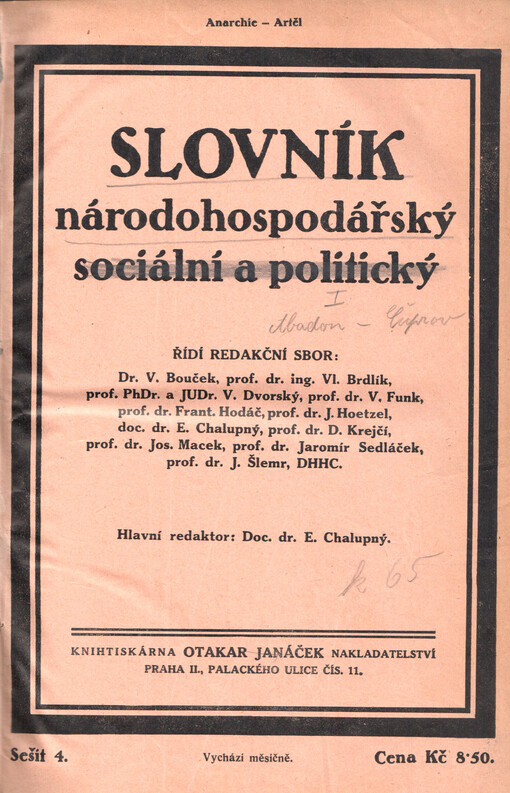 Anarchie – Artěl
SLOVNÍK
národohospodářský
sociální a politický
I
Abadon – Čuprov
ŘÍDÍ REDAKČNÍ SBOR:
Dr. V. Bouček, prof. dr. ing. Vl. Brdlík,
prof. PhDr. a JUDr. V. Dvorský, prof. dr. V. Funk,
prof. dr. Frant. Hodáč, prof. dr. J. Hoetzel,
doc. dr. E. Chalupný, prof. dr. D. Krejčí,
prof. dr. Jos. Macek, prof. dr. Jaromír Sedláček,
prof. dr. J. Šlemr, DHHC.
Hlavní redaktor: Doc. dr. E. Chalupný.
k 65
KNIHTISKÁRNA OTAKAR JANÁČEK NAKLADATELSTVÍ
PRAHA II., PALACKÉHO ULICE ČÍS. 11.
Sešit 4.
Vychází měsíčně.
Cena Kč 8·50.